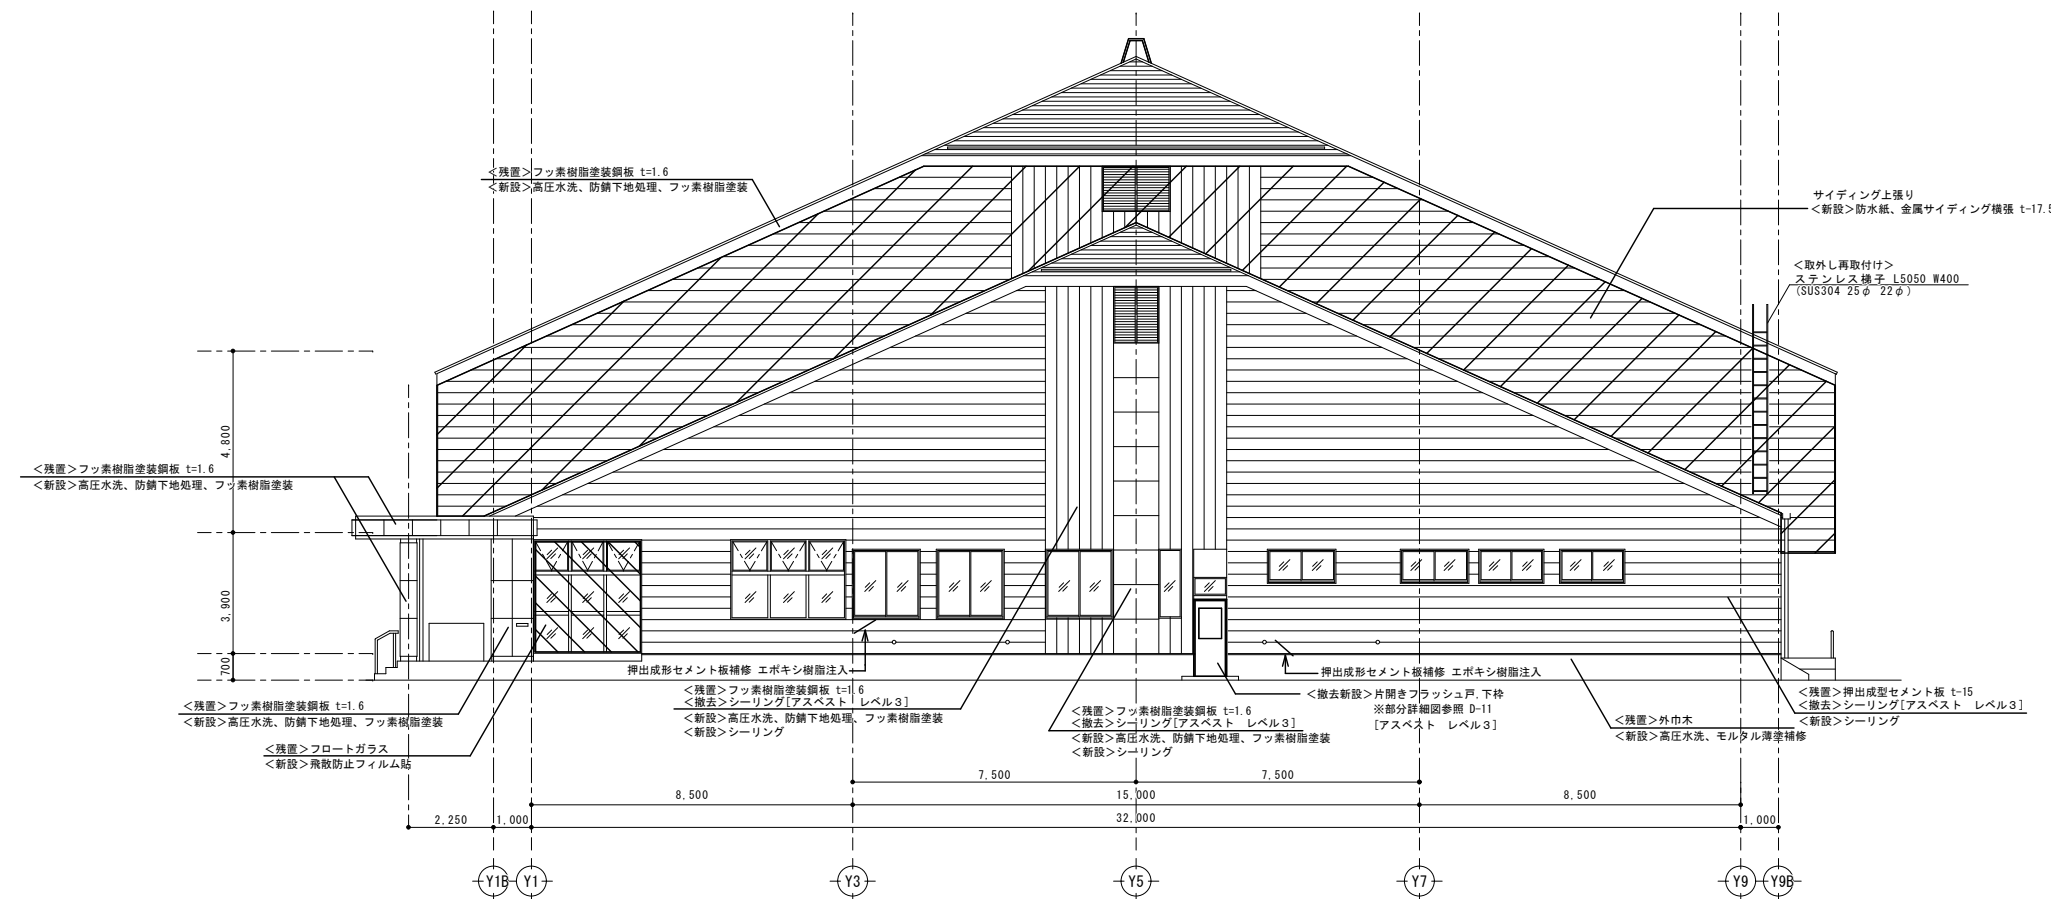 <残置>フッ素樹脂塗装鋼板 t=1.6
<新設>高圧水洗、防錆下地処理、フッ素樹脂塗装
サイディング上張り
<新設>防水紙、金属サイディング横張 t-17.5
<取外し再取付け>
ステンレス梯子 L5050 W400
(SUS304 25φ 22φ)
4,800
<残置>フッ素樹脂塗装鋼板 t=1.6
<新設>高圧水洗、防錆下地処理、フッ素樹脂塗装
3,900
700
押出成形セメント板補修 エポキシ樹脂注入
押出成形セメント板補修 エポキシ樹脂注入
<残置>フッ素樹脂塗装鋼板 t=1.6
<新設>高圧水洗、防錆下地処理、フッ素樹脂塗装
<残置>フロートガラス
<新設>飛散防止フィルム貼
<残置>フッ素樹脂塗装鋼板 t=1.6
<撤去>シーリング[アスベスト レベル3]
<新設>高圧水洗、防錆下地処理、フッ素樹脂塗装
<新設>シーリング
<残置>フッ素樹脂塗装鋼板 t=1.6
<撤去>シーリング[アスベスト レベル3]
<新設>高圧水洗、防錆下地処理、フッ素樹脂塗装
<新設>シーリング
<撤去新設>片開きフラッシュ戸,下枠
※部分詳細図参照 D-11
[アスベスト レベル3]
<残置>外巾木
<新設>高圧水洗、モルタル薄塗補修
<残置>押出成型セメント板 t-15
<撤去>シーリング[アスベスト レベル3]
<新設>シーリング
7,500
7,500
8,500
15,000
8,500
2,250
1,000
32,000
1,000
Y1B
Y1
Y3
Y5
Y7
Y9
Y9B